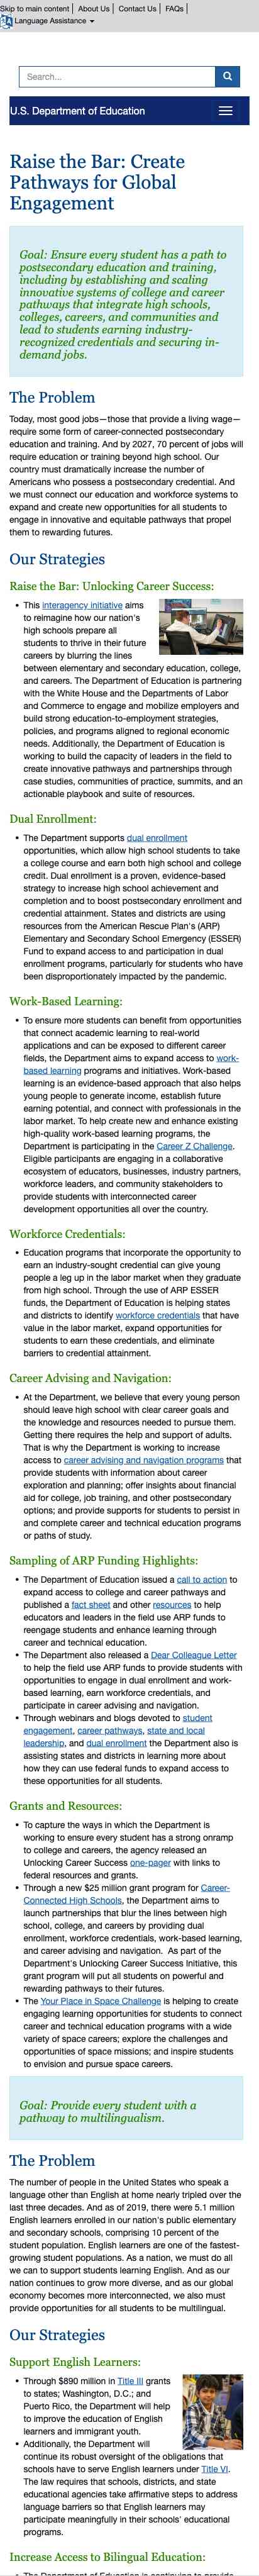 Skip to main content | About Us | Contact Us | FAQs |
Language Assistance
Search...
U.S. Department of Education
Raise the Bar: Create
Pathways for Global
Engagement
Goal: Ensure every student has a path to
postsecondary education and training,
including by establishing and scaling
innovative systems of college and career
pathways that integrate high schools,
colleges, careers, and communities and
lead to students earning industry-
recognized credentials and securing in-
demand jobs.
The Problem
Today, most good jobs—those that provide a living wage—
require some form of career-connected postsecondary
education and training. And by 2027, 70 percent of jobs will
require education or training beyond high school. Our
country must dramatically increase the number of
Americans who possess a postsecondary credential. And
we must connect our education and workforce systems to
expand and create new opportunities for all students to
engage in innovative and equitable pathways that propel
them to rewarding futures.
Our Strategies
Raise the Bar: Unlocking Career Success:
• This interagency initiative aims
to reimagine how our nation's
high schools prepare all
students to thrive in their future
careers by blurring the lines
between elementary and secondary education, college,
and careers. The Department of Education is partnering
with the White House and the Departments of Labor
and Commerce to engage and mobilize employers and
build strong education-to-employment strategies,
policies, and programs aligned to regional economic
needs. Additionally, the Department of Education is
working to build the capacity of leaders in the field to
create innovative pathways and partnerships through
case studies, communities of practice, summits, and an
actionable playbook and suite of resources.
Dual Enrollment:
• The Department supports dual enrollment
opportunities, which allow high school students to take
a college course and earn both high school and college
credit. Dual enrollment is a proven, evidence-based
strategy to increase high school achievement and
completion and to boost postsecondary enrollment and
credential attainment. States and districts are using
resources from the American Rescue Plan's (ARP)
Elementary and Secondary School Emergency (ESSER)
Fund to expand access to and participation in dual
enrollment programs, particularly for students who have
been disproportionately impacted by the pandemic.
Work-Based Learning:
• To ensure more students can benefit from opportunities
that connect academic learning to real-world
applications and can be exposed to different career
fields, the Department aims to expand access to work-
based learning programs and initiatives. Work-based
learning is an evidence-based approach that also helps
young people to generate income, establish future
earning potential, and connect with professionals in the
labor market. To help create new and enhance existing
high-quality work-based learning programs, the
Department is participating in the Career Z Challenge.
Eligible participants are engaging in a collaborative
ecosystem of educators, businesses, industry partners,
workforce leaders, and community stakeholders to
provide students with interconnected career
development opportunities all over the country.
Workforce Credentials:
• Education programs that incorporate the opportunity to
earn an industry-sought credential can give young
people a leg up in the labor market when they graduate
from high school. Through the use of ARP ESSER
funds, the Department of Education is helping states
and districts to identify workforce credentials that have
value in the labor market, expand opportunities for
students to earn these credentials, and eliminate
barriers to credential attainment.
Career Advising and Navigation:
• At the Department, we believe that every young person
should leave high school with clear career goals and
the knowledge and resources needed to pursue them.
Getting there requires the help and support of adults.
That is why the Department is working to increase
access to career advising and navigation programs that
provide students with information about career
exploration and planning; offer insights about financial
aid for college, job training, and other postsecondary
options; and provide supports for students to persist in
and complete career and technical education programs
or paths of study.
Sampling of ARP Funding Highlights:
• The Department of Education issued a call to action to
expand access to college and career pathways and
published a fact sheet and other resources to help
educators and leaders in the field use ARP funds to
reengage students and enhance learning through
career and technical education.
• The Department also released a Dear Colleague Letter
to help the field use ARP funds to provide students with
opportunities to engage in dual enrollment and work-
based learning, earn workforce credentials, and
participate in career advising and navigation.
• Through webinars and blogs devoted to student
engagement, career pathways, state and local
leadership, and dual enrollment the Department also is
assisting states and districts in learning more about
how they can use federal funds to expand access to
these opportunities for all students.
Grants and Resources:
• To capture the ways in which the Department is
working to ensure every student has a strong onramp
to college and careers, the agency released an
Unlocking Career Success one-pager with links to
federal resources and grants.
• Through a new $25 million grant program for Career-
Connected High Schools, the Department aims to
launch partnerships that blur the lines between high
school, college, and careers by providing dual
enrollment, workforce credentials, work-based learning,
and career advising and navigation. As part of the
Department's Unlocking Career Success Initiative, this
grant program will put all students on powerful and
rewarding pathways to their futures.
• The Your Place in Space Challenge is helping to create
engaging learning opportunities for students to connect
career and technical education programs with a wide
variety of space careers; explore the challenges and
opportunities of space missions; and inspire students
to envision and pursue space careers.
Goal: Provide every student with a
pathway to multilingualism.
The Problem
The number of people in the United States who speak a
language other than English at home nearly tripled over the
last three decades. And as of 2019, there were 5.1 million
English learners enrolled in our nation's public elementary
and secondary schools, comprising 10 percent of the
student population. English learners are one of the fastest-
growing student populations. As a nation, we must do all
we can to support students learning English. And as our
nation continues to grow more diverse, and as our global
economy becomes more interconnected, we also must
provide opportunities for all students to be multilingual.
Our Strategies
Support English Learners:
• Through $890 million in Title III grants
to states; Washington, D.C.; and
Puerto Rico, the Department will help
to improve the education of English
learners and immigrant youth.
• Additionally, the Department will
continue its robust oversight of the obligations that
schools have to serve English learners under Title VI.
The law requires that schools, districts, and state
educational agencies take affirmative steps to address
language barriers so that English learners may
participate meaningfully in their schools' educational
programs.
Increase Access to Bilingual Education: